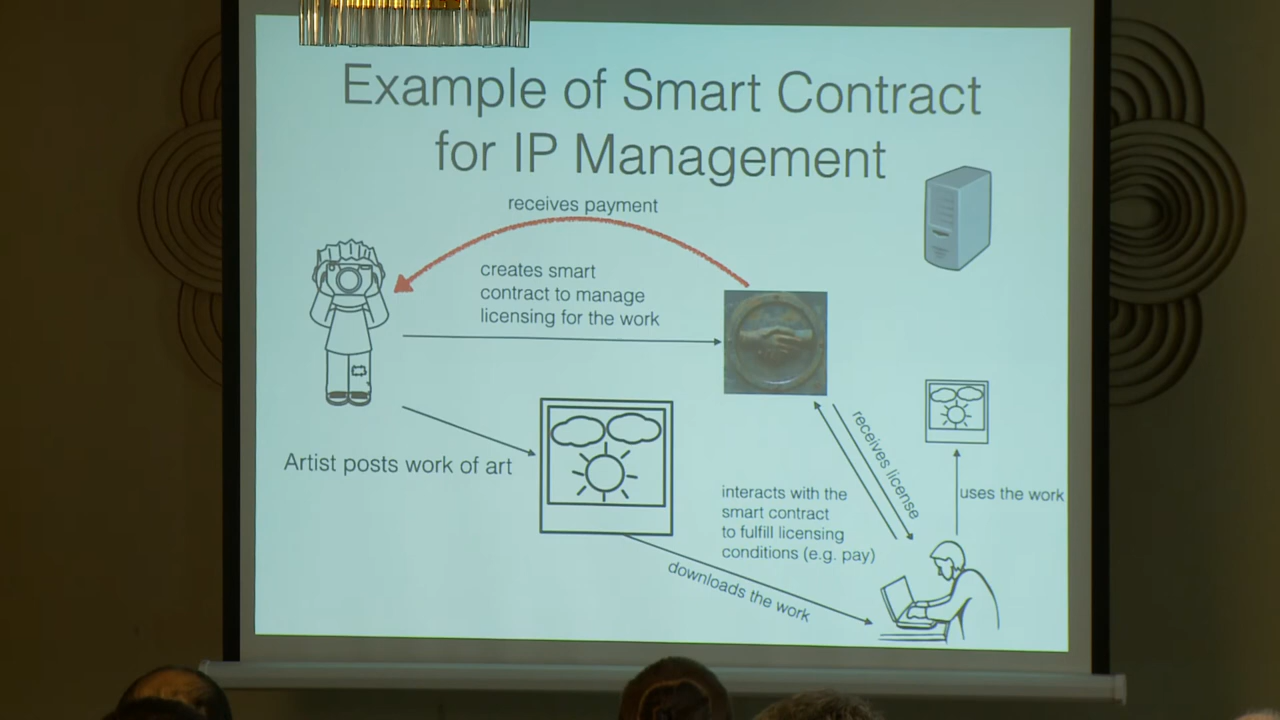 Example of Smart Contract
for IP Management
receives payment
creates smart
contract to manage
licensing for the work
Artist posts work of art
receives license
interacts with the
smart contract
to fulfill licensing
conditions (e.g. pay)
uses the work
downloads the work